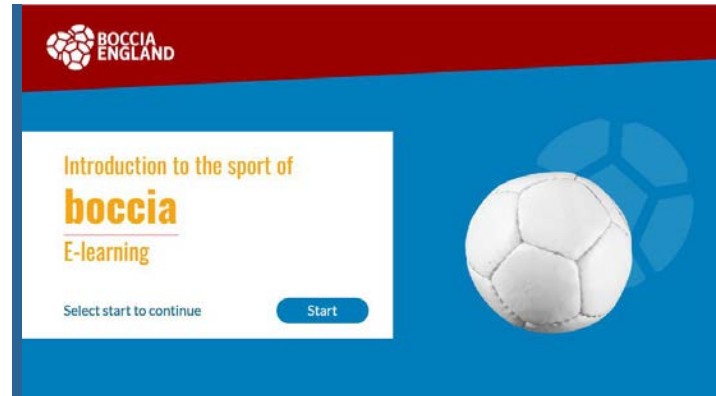 BOCCIA
ENGLAND
Introduction to the sport of
boccia
E-learning
Select start to continue
Start